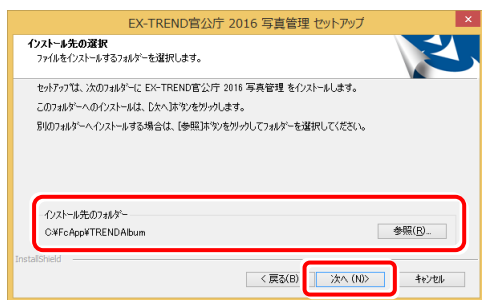 EX-TREND官公庁 2016 写真管理 セットアップ
インストール先の選択
ファイルをインストールするフォルダーを選択します。
セットアップは、次のフォルダーに EX-TREND官公庁 2016 写真管理 をインストールします。
このフォルダーへのインストールは、[次へ]ボタンをクリックします。
別のフォルダーへインストールする場合は、[参照]ボタンをクリックしてフォルダーを選択してください。
インストール先のフォルダー
C:¥FcApp¥TRENDAlbum
参照(R)...
InstallShield
< 戻る(B)
次へ (N)>
キャンセル